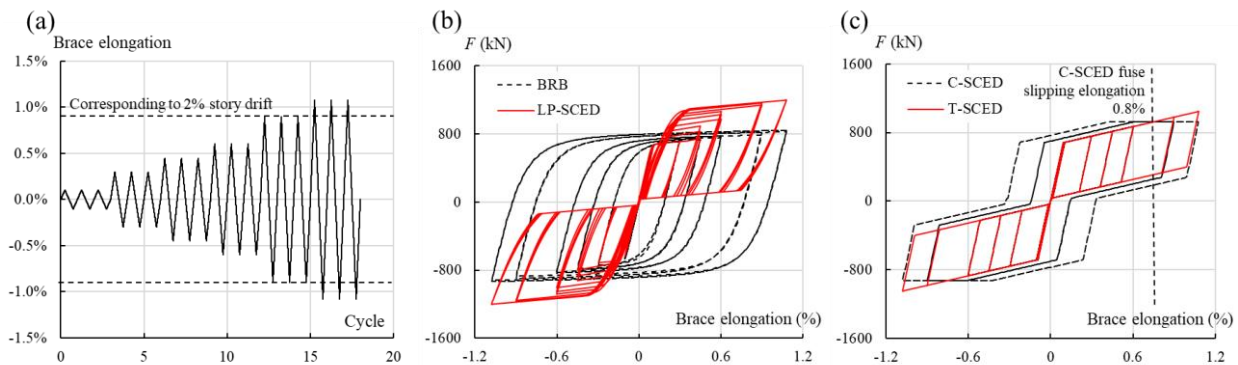 (a)
Brace elongation
1.5%
1.0%
0.5%
0.0%
-0.5%
-1.0%
-1.5%
Corresponding to 2% story drift
Cycle
0 5 10 15 20
(b)
F (kN)
1600
800
0
-800
-1600
BRB
LP-SCED
Brace elongation (%)
-1.2 -0.6 0 0.6 1.2
(c)
F (kN)
1600
800
0
-800
-1600
C-SCED
T-SCED
C-SCED fuse
slipping elongation
0.8%
Brace elongation (%)
-1.2 -0.6 0 0.6 1.2